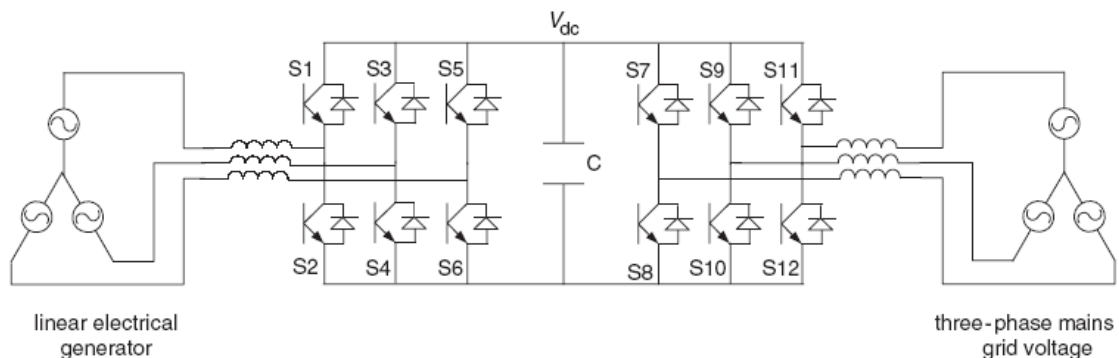 Vdc
S1
S3
S5
S7
S9
S11
C
S2
S4
S6
S8
S10
S12
linear electrical
generator
three-phase mains
grid voltage